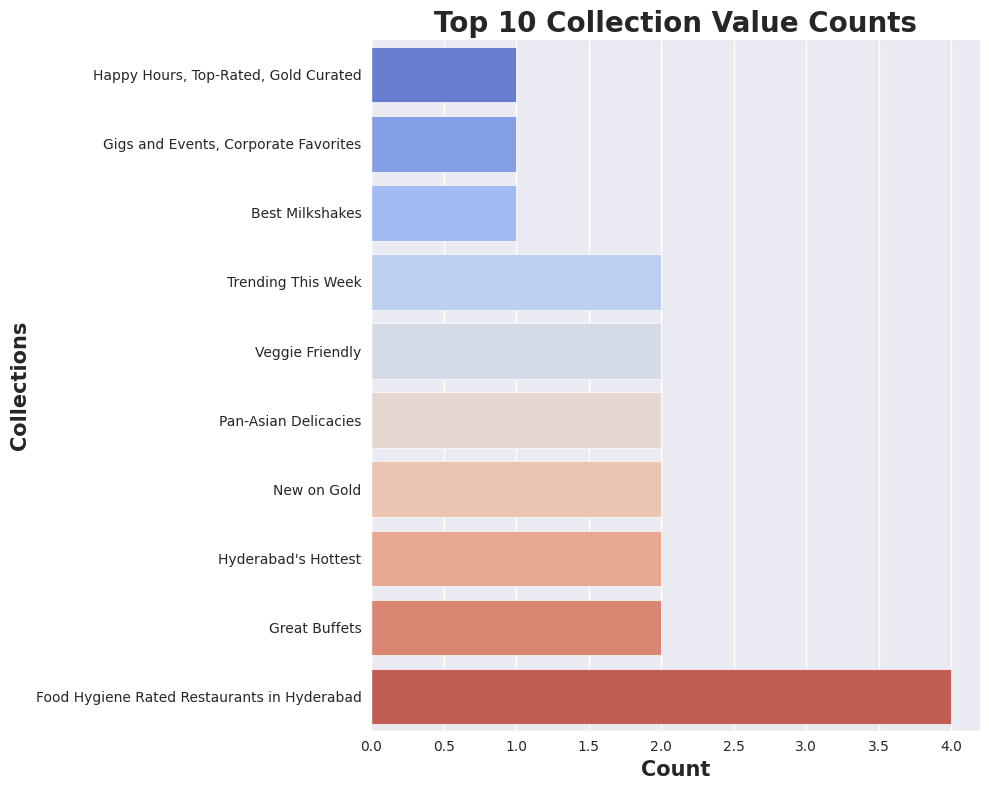 Top 10 Collection Value Counts
Happy Hours, Top-Rated, Gold Curated
Gigs and Events, Corporate Favorites
Best Milkshakes
Trending This Week
Veggie Friendly
Pan-Asian Delicacies
New on Gold
Hyderabad's Hottest
Great Buffets
Food Hygiene Rated Restaurants in Hyderabad
Collections
0.0 0.5 1.0 1.5 2.0 2.5 3.0 3.5 4.0
Count